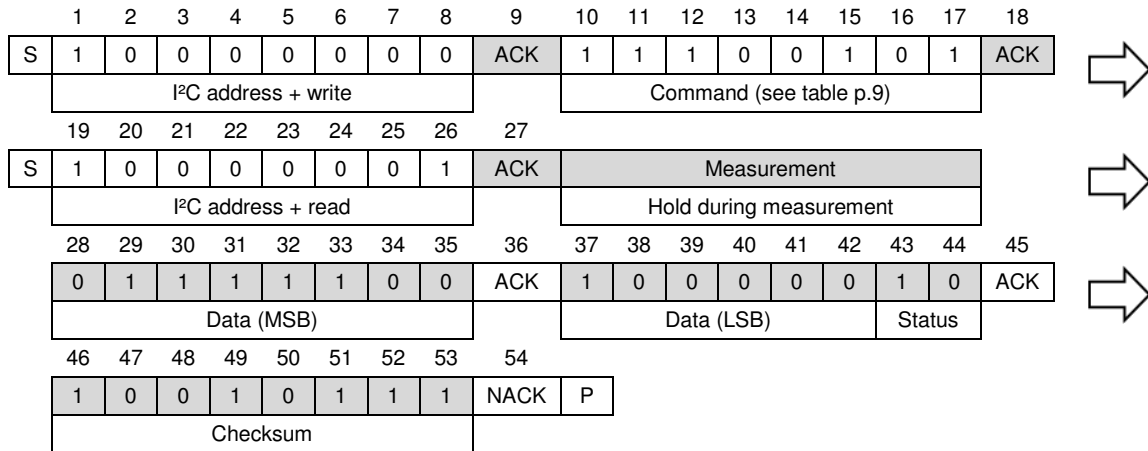 1 2 3 4 5 6 7 8 9 10 11 12 13 14 15 16 17 18
S 1 0 0 0 0 0 0 0 ACK 1 1 1 0 0 1 0 1 ACK
I²C address + write Command (see table p.9)
19 20 21 22 23 24 25 26 27
S 1 0 0 0 0 0 0 1 ACK Measurement
I²C address + read Hold during measurement
28 29 30 31 32 33 34 35 36 37 38 39 40 41 42 43 44 45
0 1 1 1 1 1 0 0 ACK 1 0 0 0 0 0 1 0 ACK
Data (MSB) Data (LSB) Status
46 47 48 49 50 51 52 53 54
1 0 0 1 0 1 1 1 NACK P
Checksum